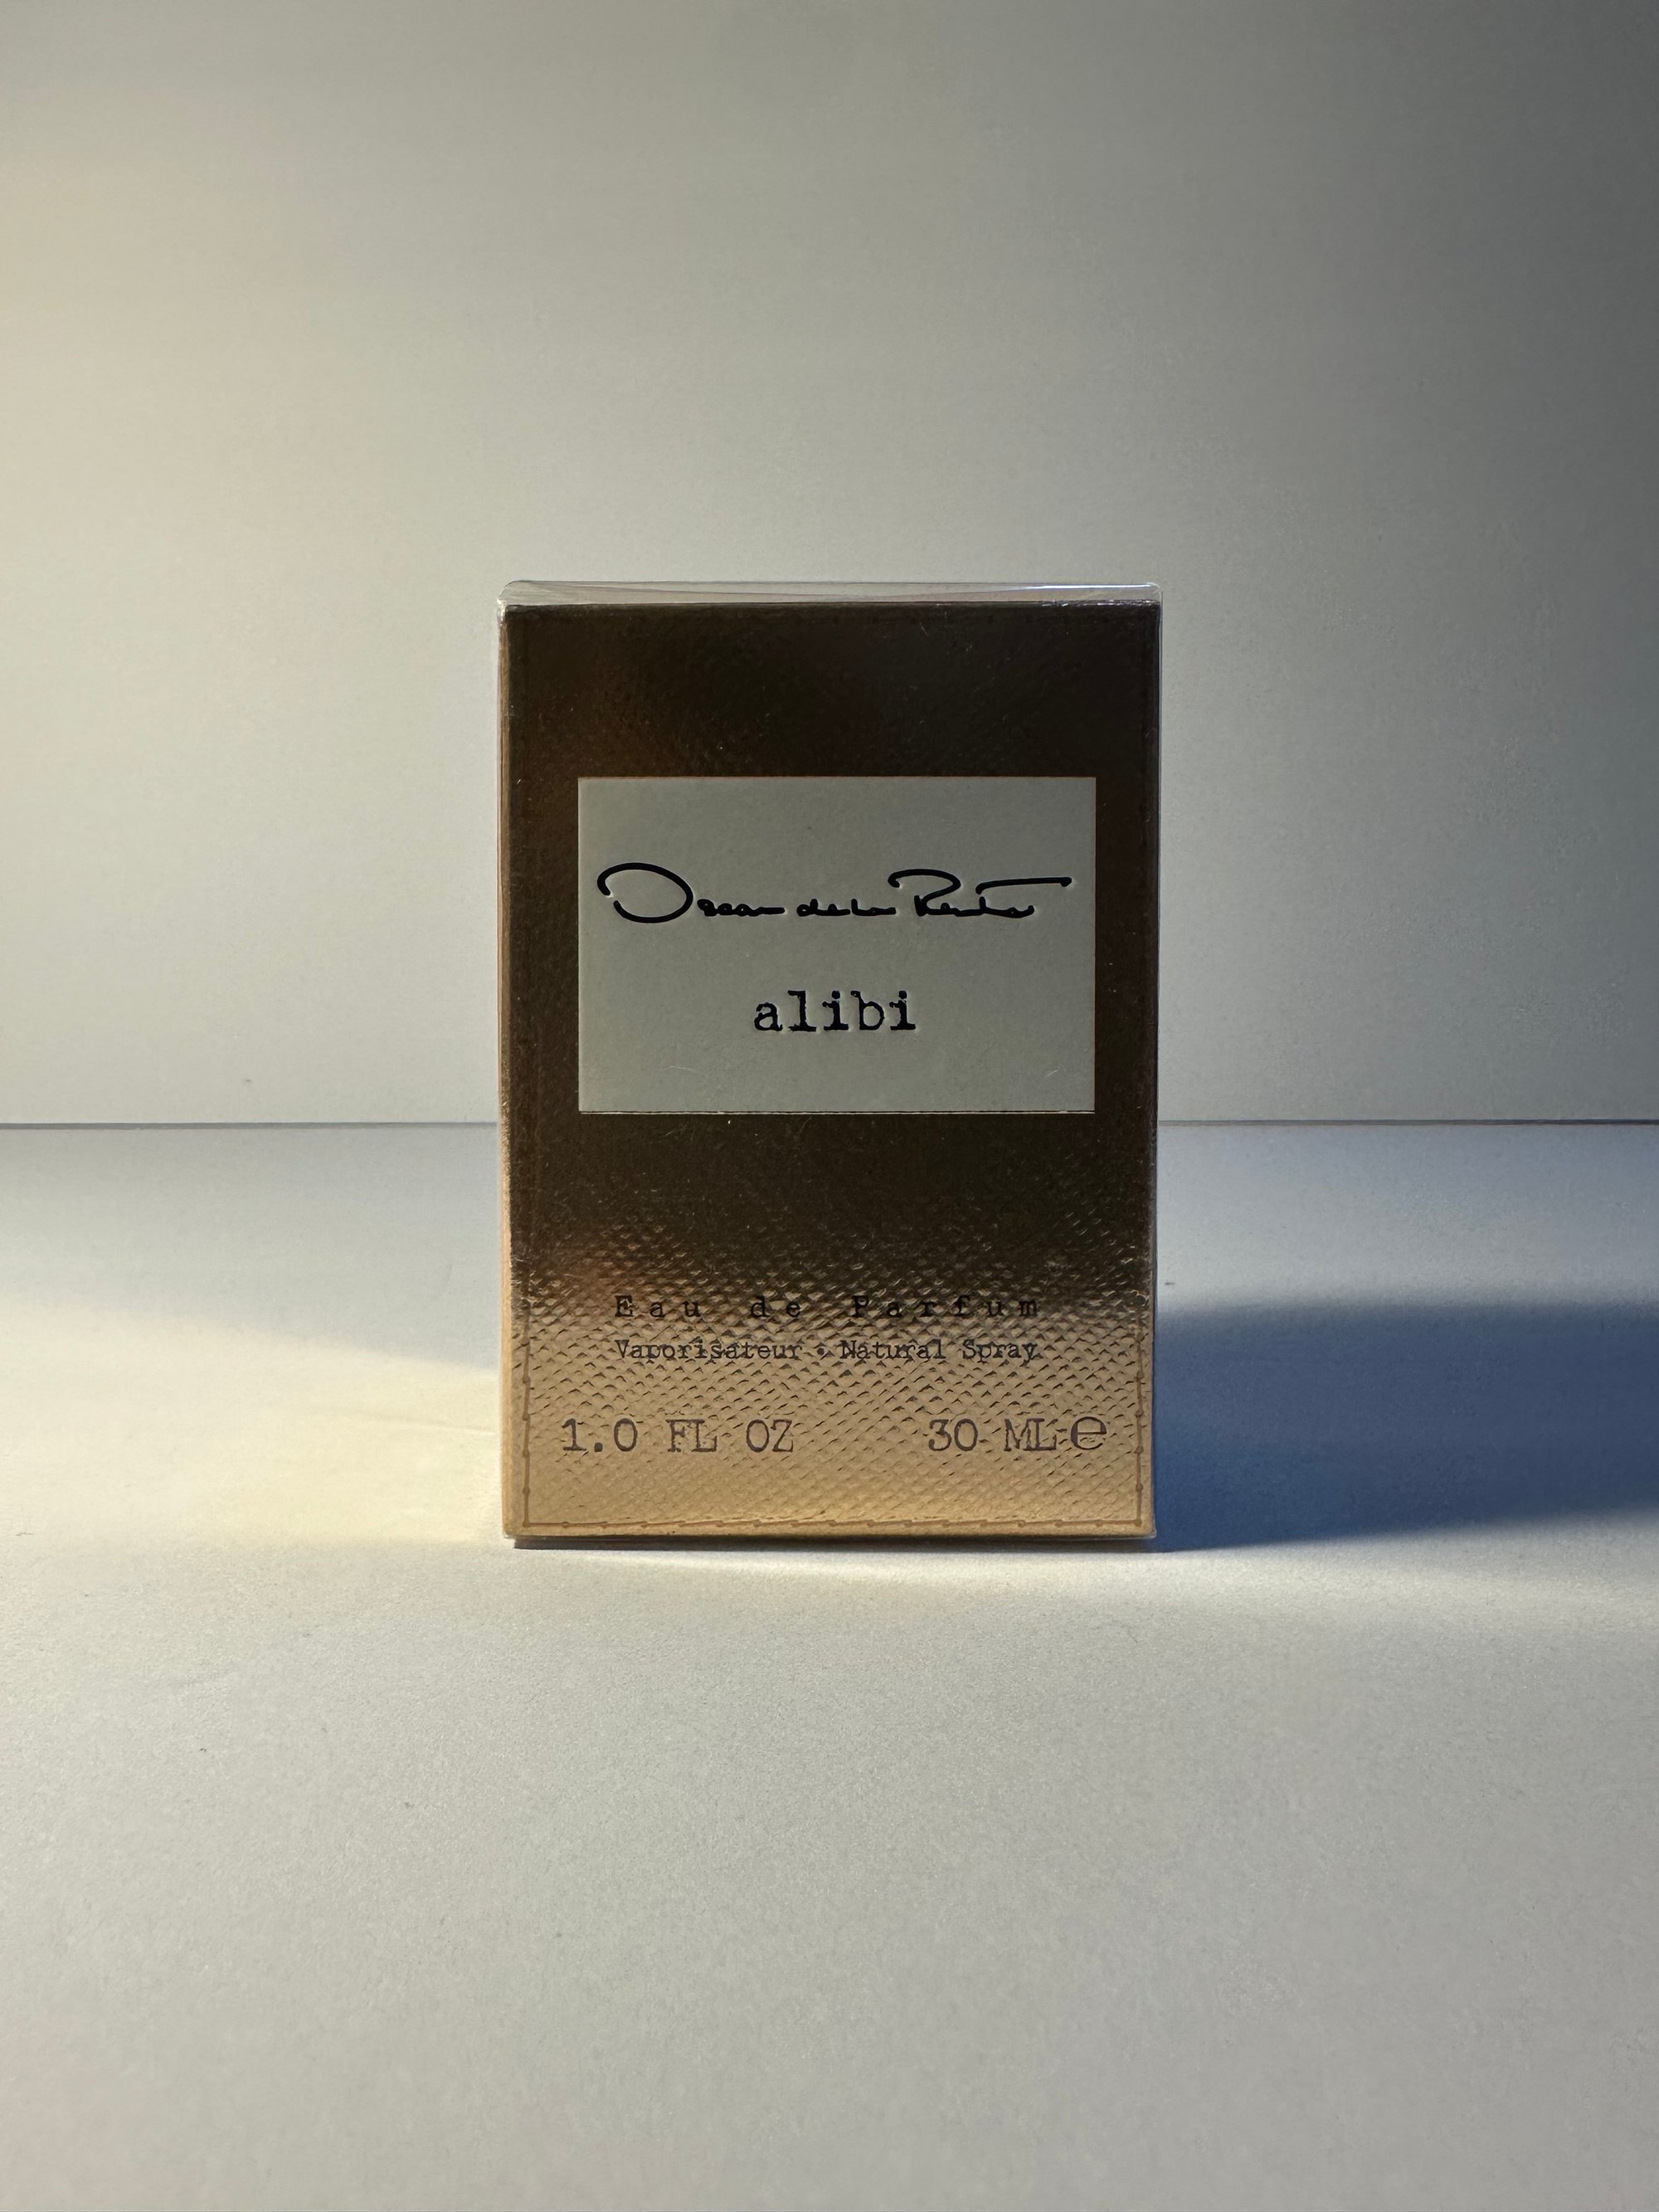 Oscar de la Renta
alibi
Eau de Parfum
Vaporisateur • Natural Spray
1.0 FL OZ 30 ML ℮